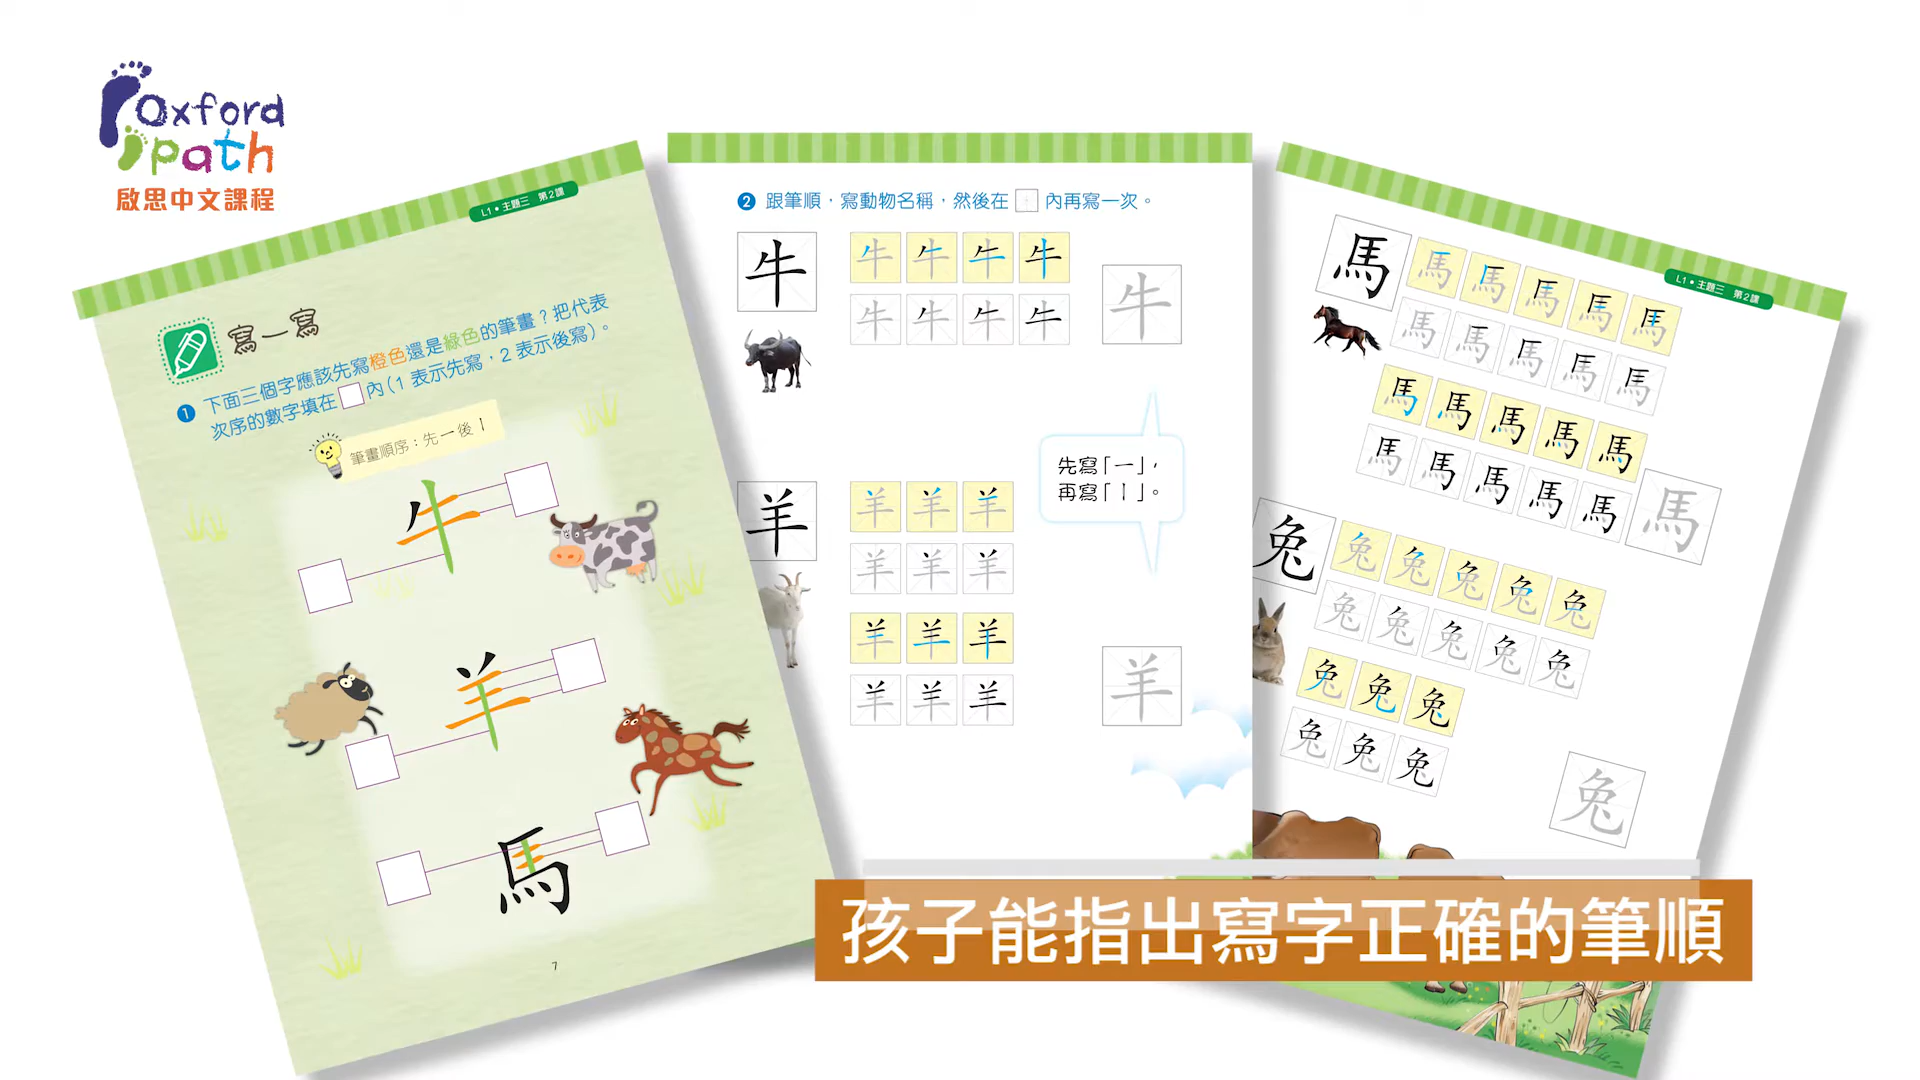 Oxford
path
啟思中文課程
L1•主題三 第2課
寫一寫
1 下面三個字應該先寫橙色還是綠色的筆畫？把代表
次序的數字填在 內（1 表示先寫，2 表示後寫）。
筆畫順序：先一後丨
牛
羊
馬
7
2 跟筆順，寫動物名稱，然後在 內再寫一次。
牛 牛 牛 牛 牛
牛 牛 牛 牛 牛
先寫「一」，
再寫「丨」。
羊 羊 羊 羊
羊 羊 羊
羊 羊 羊
羊 羊 羊 羊
L1•主題三 第2課
馬 馬 馬 馬 馬 馬
馬 馬 馬 馬 馬
馬 馬 馬 馬 馬
馬 馬 馬 馬 馬 馬
兔 兔 兔 兔 兔 兔
兔 兔 兔 兔 兔
兔 兔 兔
兔 兔 兔 兔
孩子能指出寫字正確的筆順